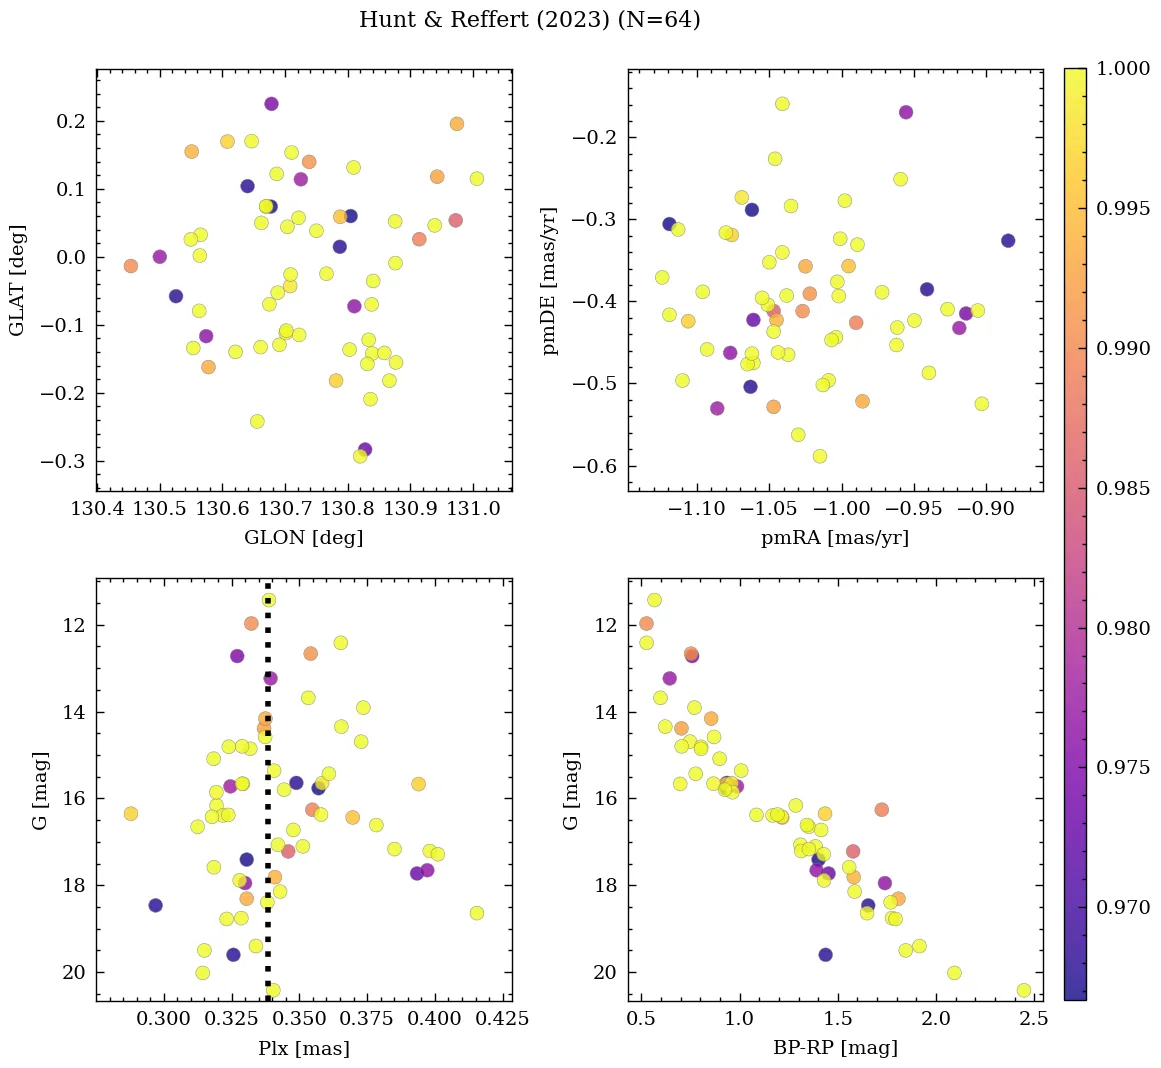 Hunt & Reffert (2023) (N=64)
0.2
0.1
0.0
−0.1
−0.2
−0.3
GLAT [deg]
130.4 130.5 130.6 130.7 130.8 130.9 131.0
GLON [deg]
−0.2
−0.3
−0.4
−0.5
−0.6
pmDE [mas/yr]
−1.10 −1.05 −1.00 −0.95 −0.90
pmRA [mas/yr]
12
14
16
18
20
G [mag]
0.300 0.325 0.350 0.375 0.400 0.425
Plx [mas]
12
14
16
18
20
G [mag]
0.5 1.0 1.5 2.0 2.5
BP-RP [mag]
1.000
0.995
0.990
0.985
0.980
0.975
0.970